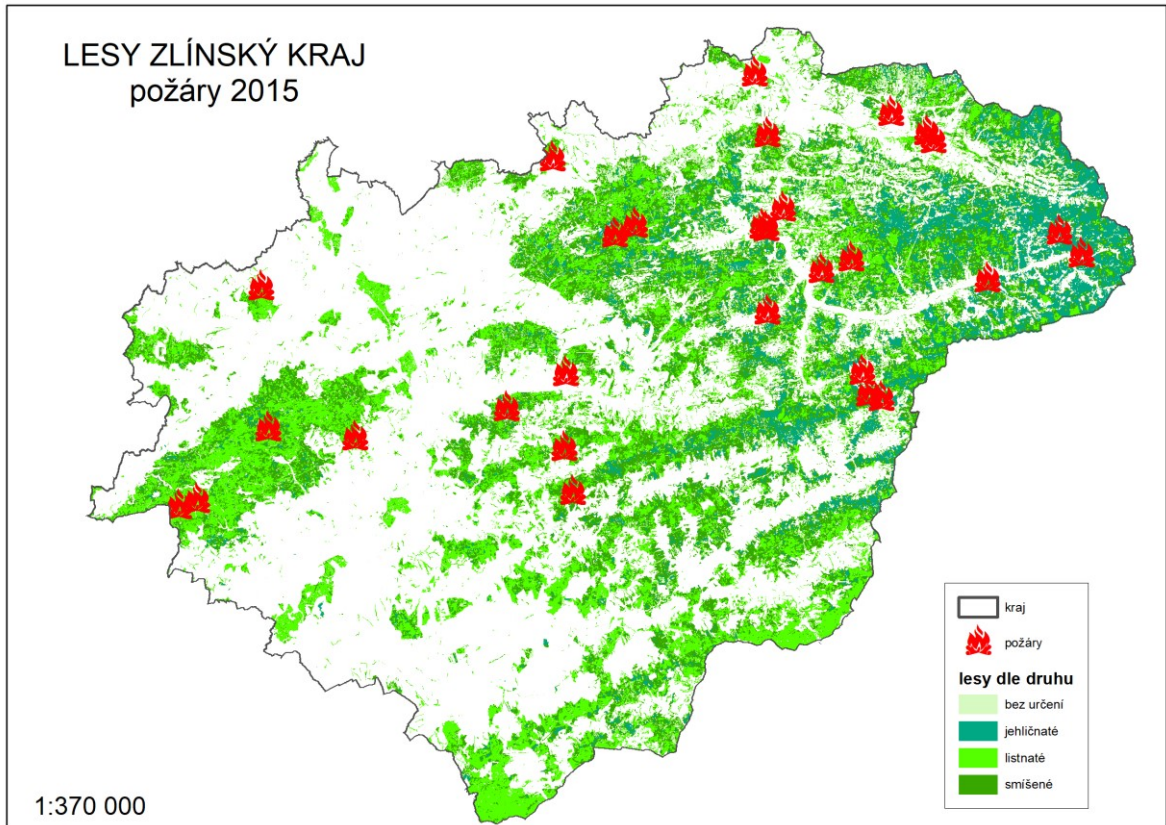 LESY ZLÍNSKÝ KRAJ
požáry 2015
kraj
požáry
lesy dle druhu
bez určení
jehličnaté
listnaté
smíšené
1:370 000